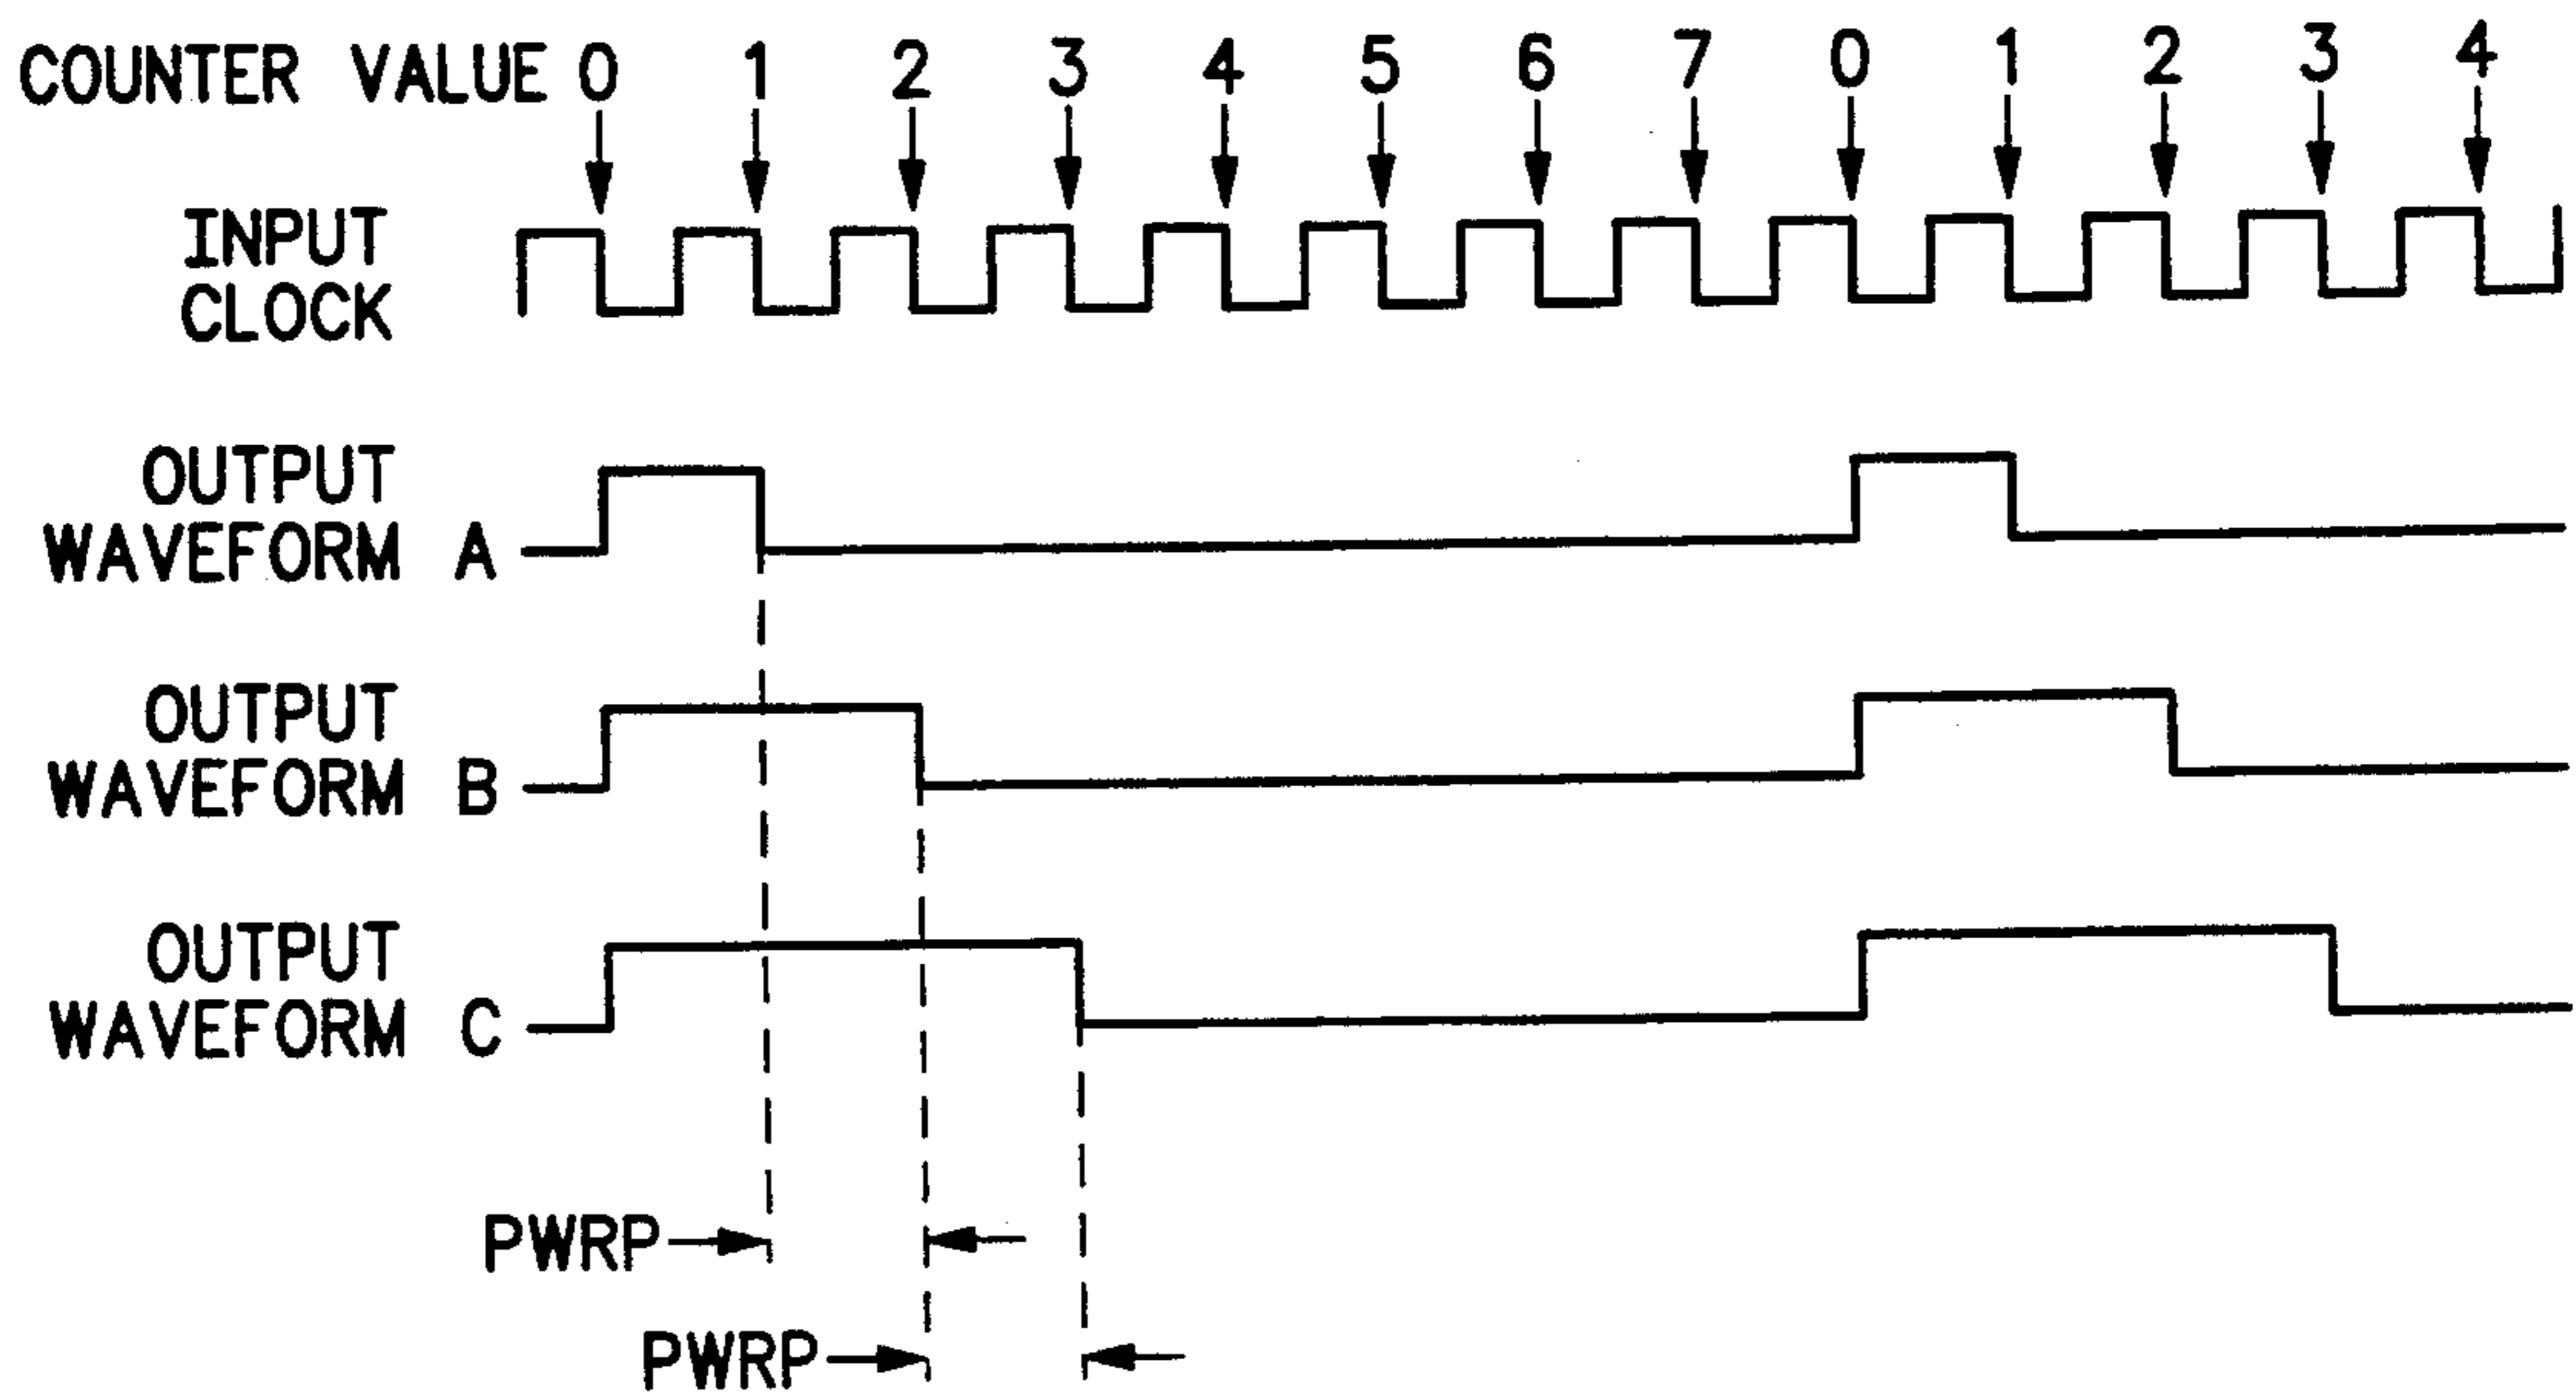 COUNTER VALUE 0 1 2 3 4 5 6 7 0 1 2 3 4
INPUT
CLOCK
OUTPUT
WAVEFORM A
OUTPUT
WAVEFORM B
OUTPUT
WAVEFORM C
PWRP
PWRP